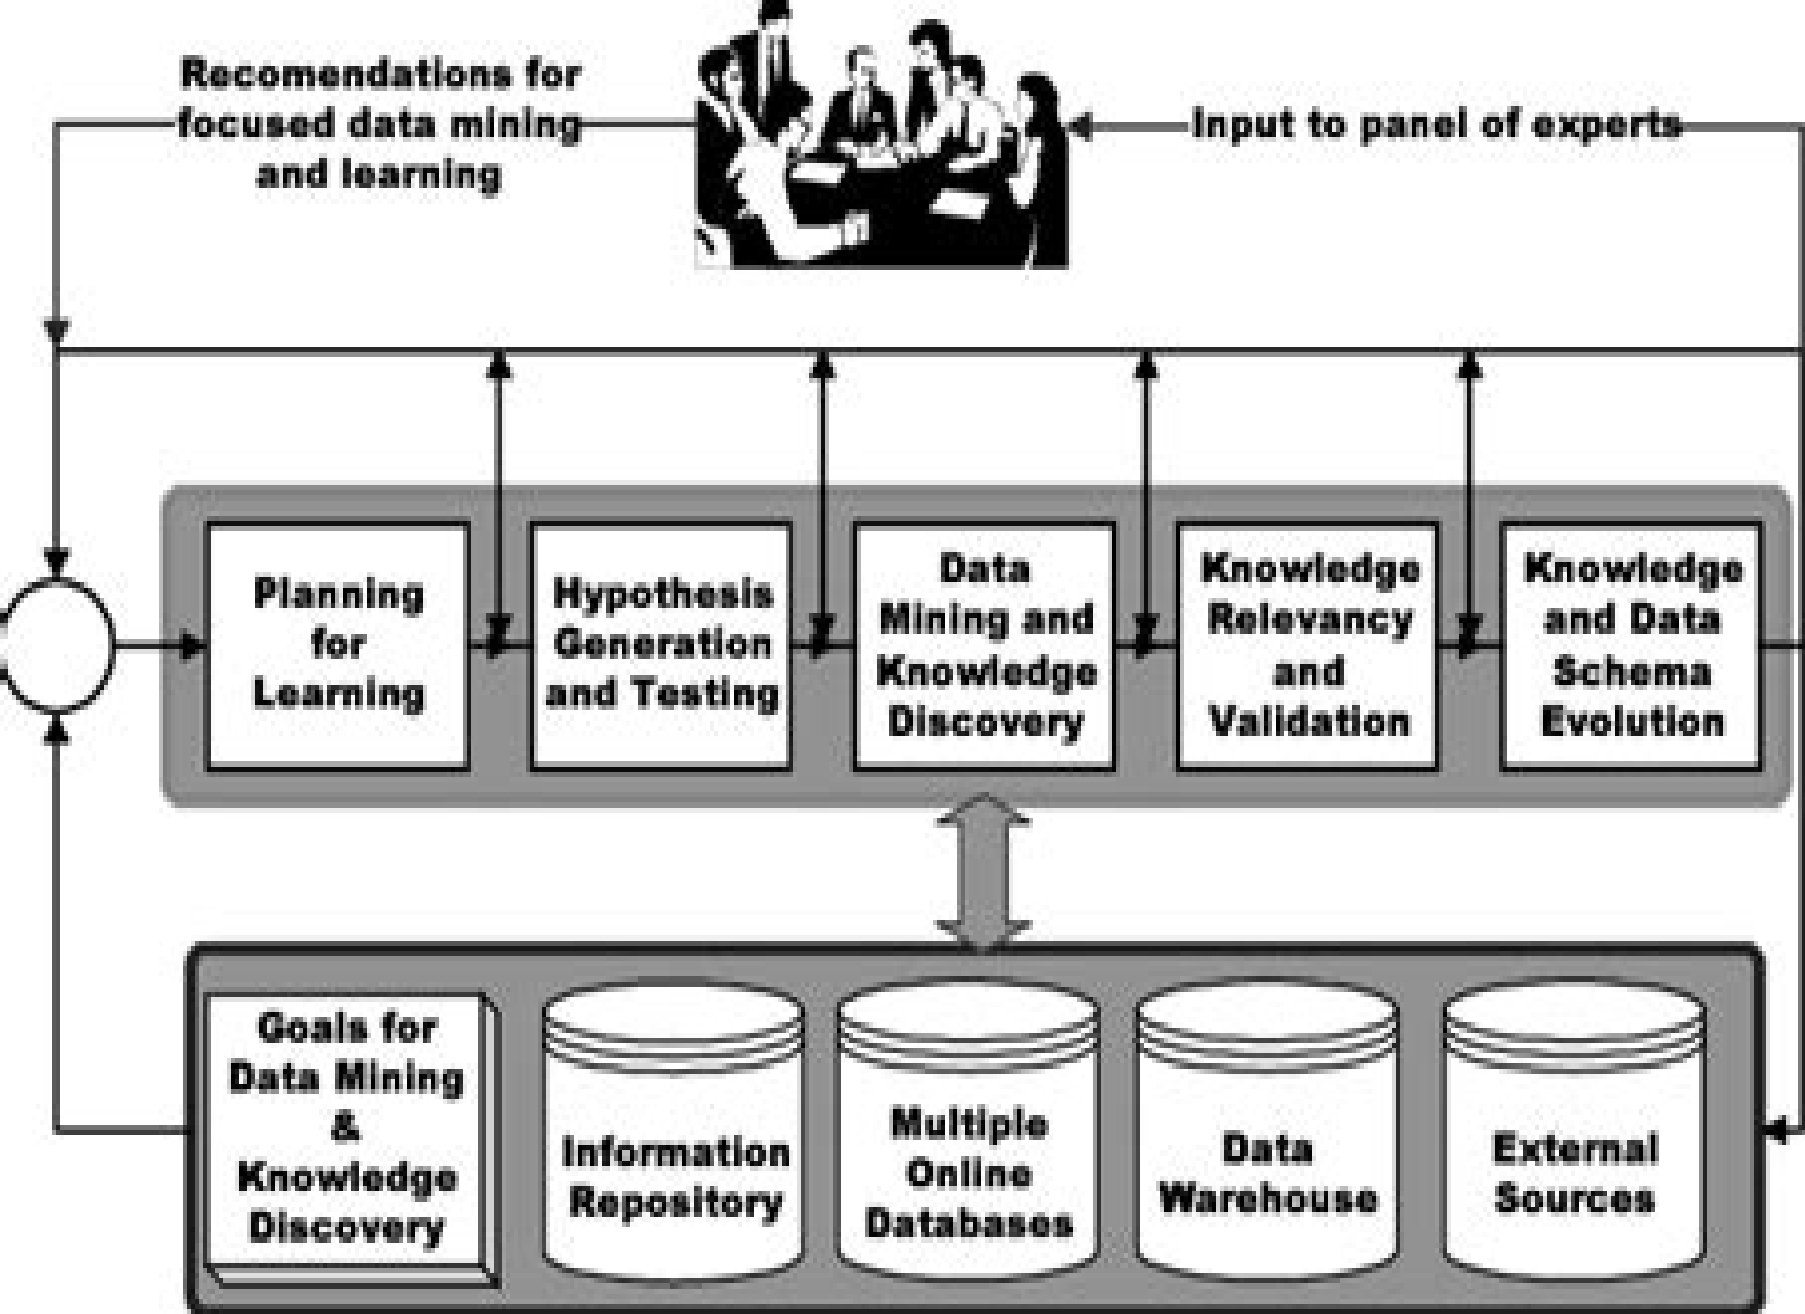 Recomendations for
focused data mining
and learning
Input to panel of experts
Planning
for
Learning
Hypothesis
Generation
and Testing
Data
Mining and
Knowledge
Discovery
Knowledge
Relevancy
and
Validation
Knowledge
and Data
Schema
Evolution
Goals for
Data Mining
&
Knowledge
Discovery
Information
Repository
Multiple
Online
Databases
Data
Warehouse
External
Sources